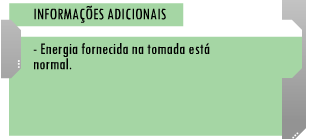 INFORMAÇÕES ADICIONAIS
- Energia fornecida na tomada está
normal.